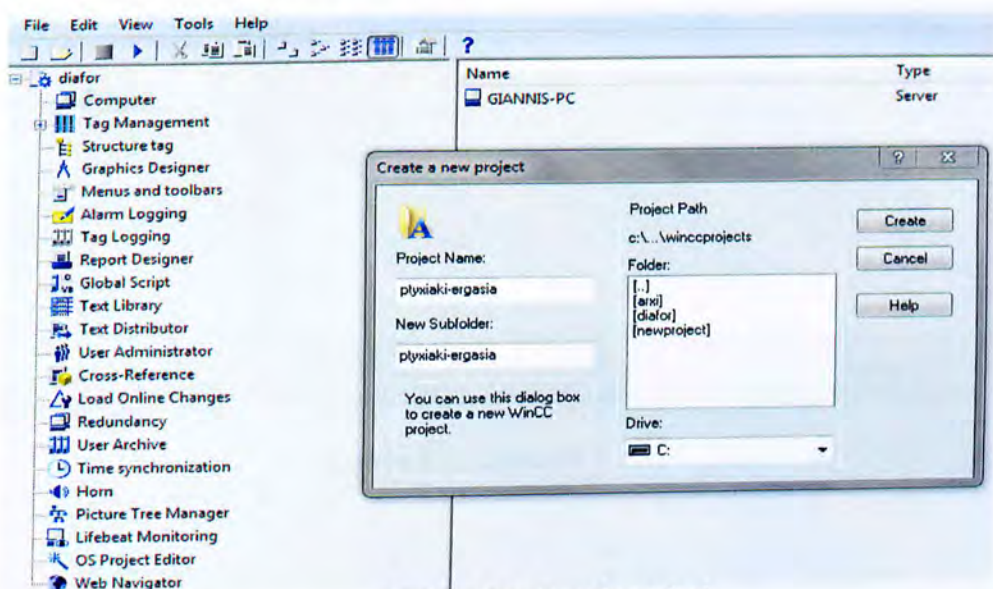 File Edit View Tools Help
?
Name Type
diafor
GIANNIS-PC Server
Computer
Tag Management
Structure tag
Graphics Designer
Menus and toolbars
Alarm Logging
Tag Logging
Report Designer
Global Script
Text Library
Text Distributor
User Administrator
Cross-Reference
Load Online Changes
Redundancy
User Archive
Time synchronization
Horn
Picture Tree Manager
Lifebeat Monitoring
OS Project Editor
Web Navigator
Create a new project
Project Name:
ptyxiaki-ergasia
New Subfolder:
ptyxiaki-ergasia
You can use this dialog box
to create a new WinCC
project.
Project Path
c:\...\winccprojects
Folder:
[..]
[arxi]
[diafor]
[newproject]
Drive:
C:
Create
Cancel
Help